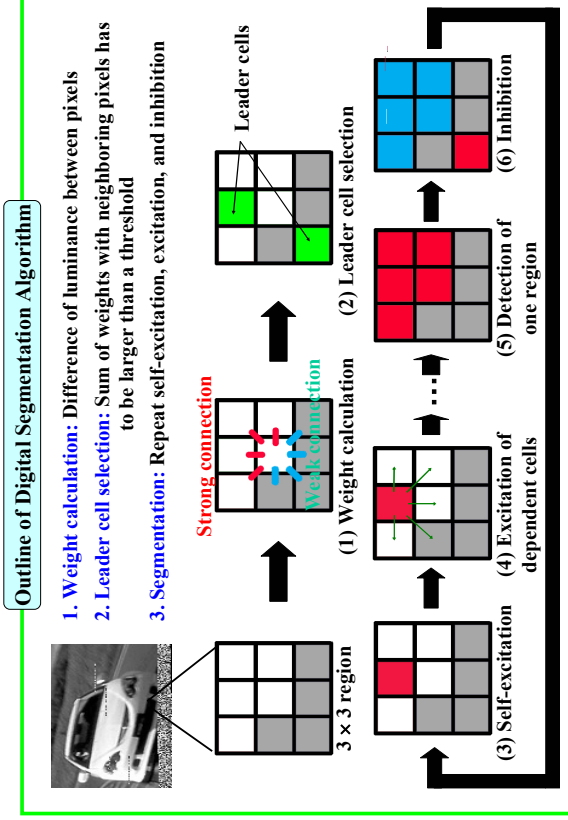 Outline of Digital Segmentation Algorithm
1. Weight calculation: Difference of luminance between pixels
2. Leader cell selection: Sum of weights with neighboring pixels has
to be larger than a threshold
3. Segmentation: Repeat self-excitation, excitation, and inhibition
3 × 3 region
Strong connection
Weak connection
(1) Weight calculation
Leader cells
(2) Leader cell selection
(3) Self-excitation
(4) Excitation of
dependent cells
(5) Detection of
one region
(6) Inhibition